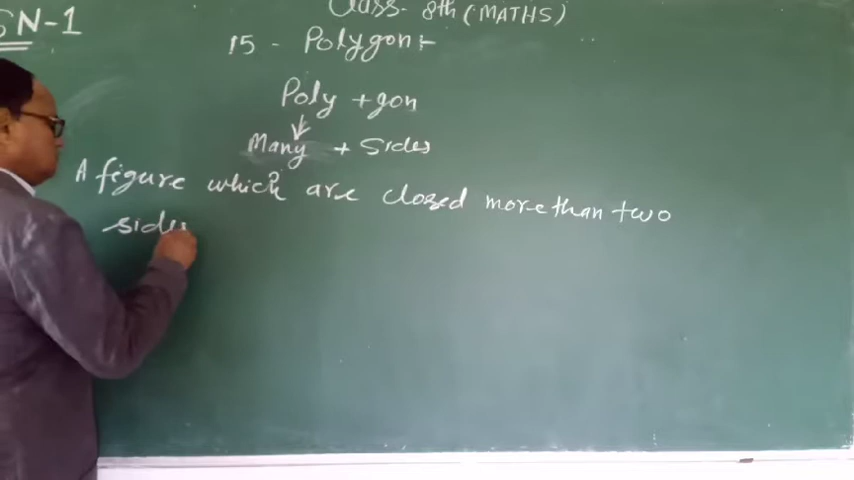 SN-1
Class- 8th (MATHS)
15 - Polygon:-
Poly + gon
Many + Sides
A figure which are closed more than two
sides